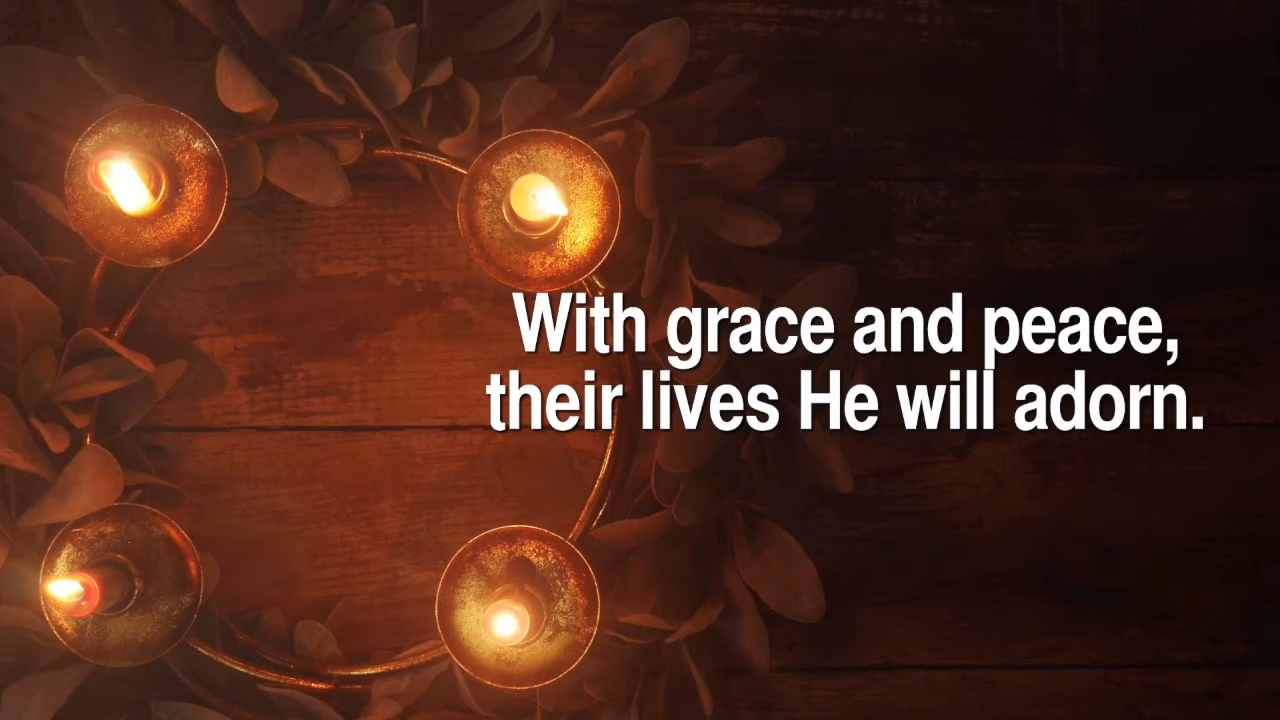 With grace and peace,
their lives He will adorn.